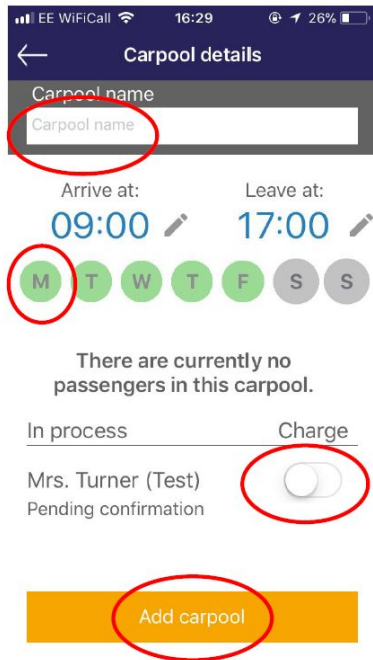 EE WiFiCall 16:29 26%
Carpool details
Carpool name
Carpool name
Arrive at: Leave at:
09:00 17:00
M T W T F S S
There are currently no
passengers in this carpool.
In process Charge
Mrs. Turner (Test)
Pending confirmation
Add carpool